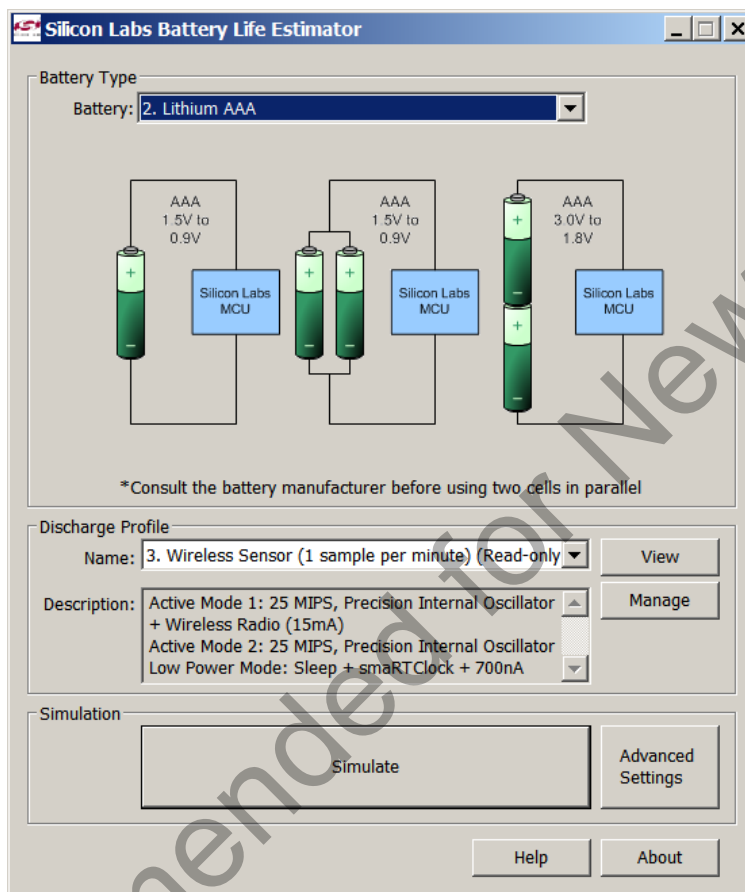 Silicon Labs Battery Life Estimator
Battery Type
Battery: 2. Lithium AAA
AAA
1.5V to
0.9V
AAA
1.5V to
0.9V
AAA
3.0V to
1.8V
Silicon Labs
MCU
Silicon Labs
MCU
Silicon Labs
MCU
*Consult the battery manufacturer before using two cells in parallel
Discharge Profile
Name: 3. Wireless Sensor (1 sample per minute) (Read-only
View
Description: Active Mode 1: 25 MIPS, Precision Internal Oscillator
+ Wireless Radio (15mA)
Active Mode 2: 25 MIPS, Precision Internal Oscillator
Low Power Mode: Sleep + smaRTClock + 700nA
Manage
Simulation
Simulate
Advanced
Settings
Help
About
mended for New